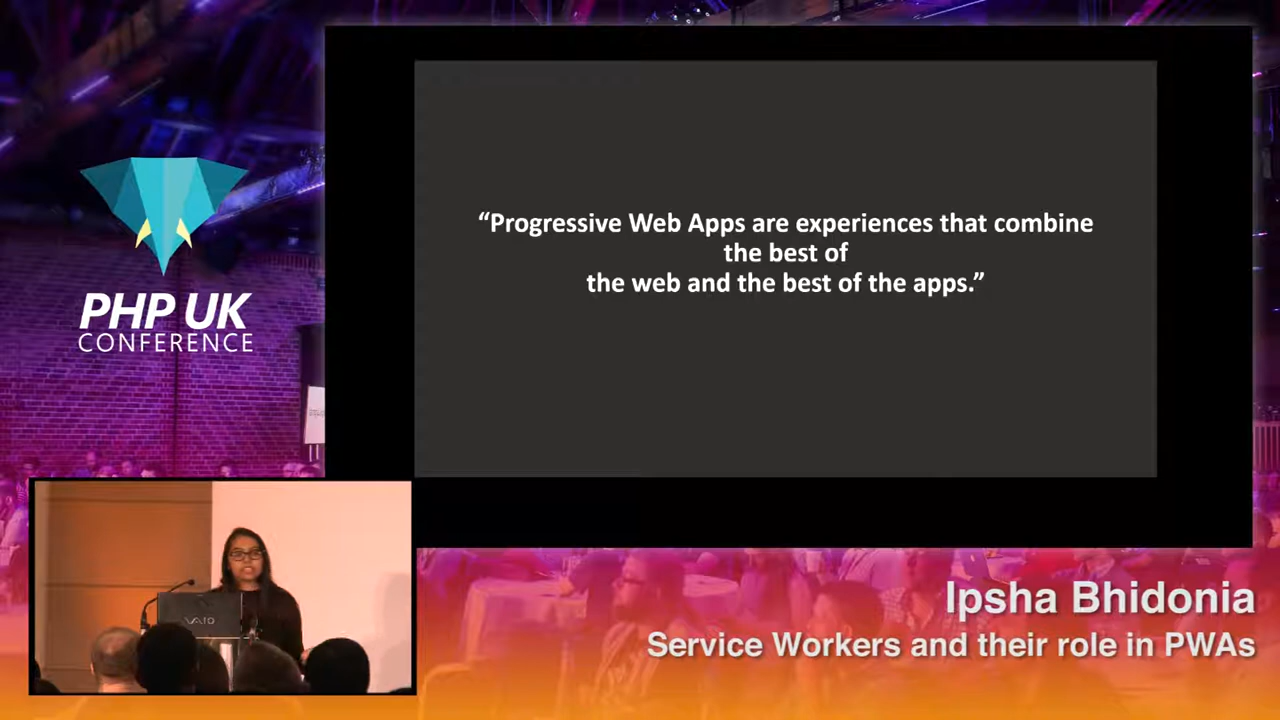 “Progressive Web Apps are experiences that combine
the best of
the web and the best of the apps.”
PHP UK
CONFERENCE
VAIO
Ipsha Bhidonia
Service Workers and their role in PWAs